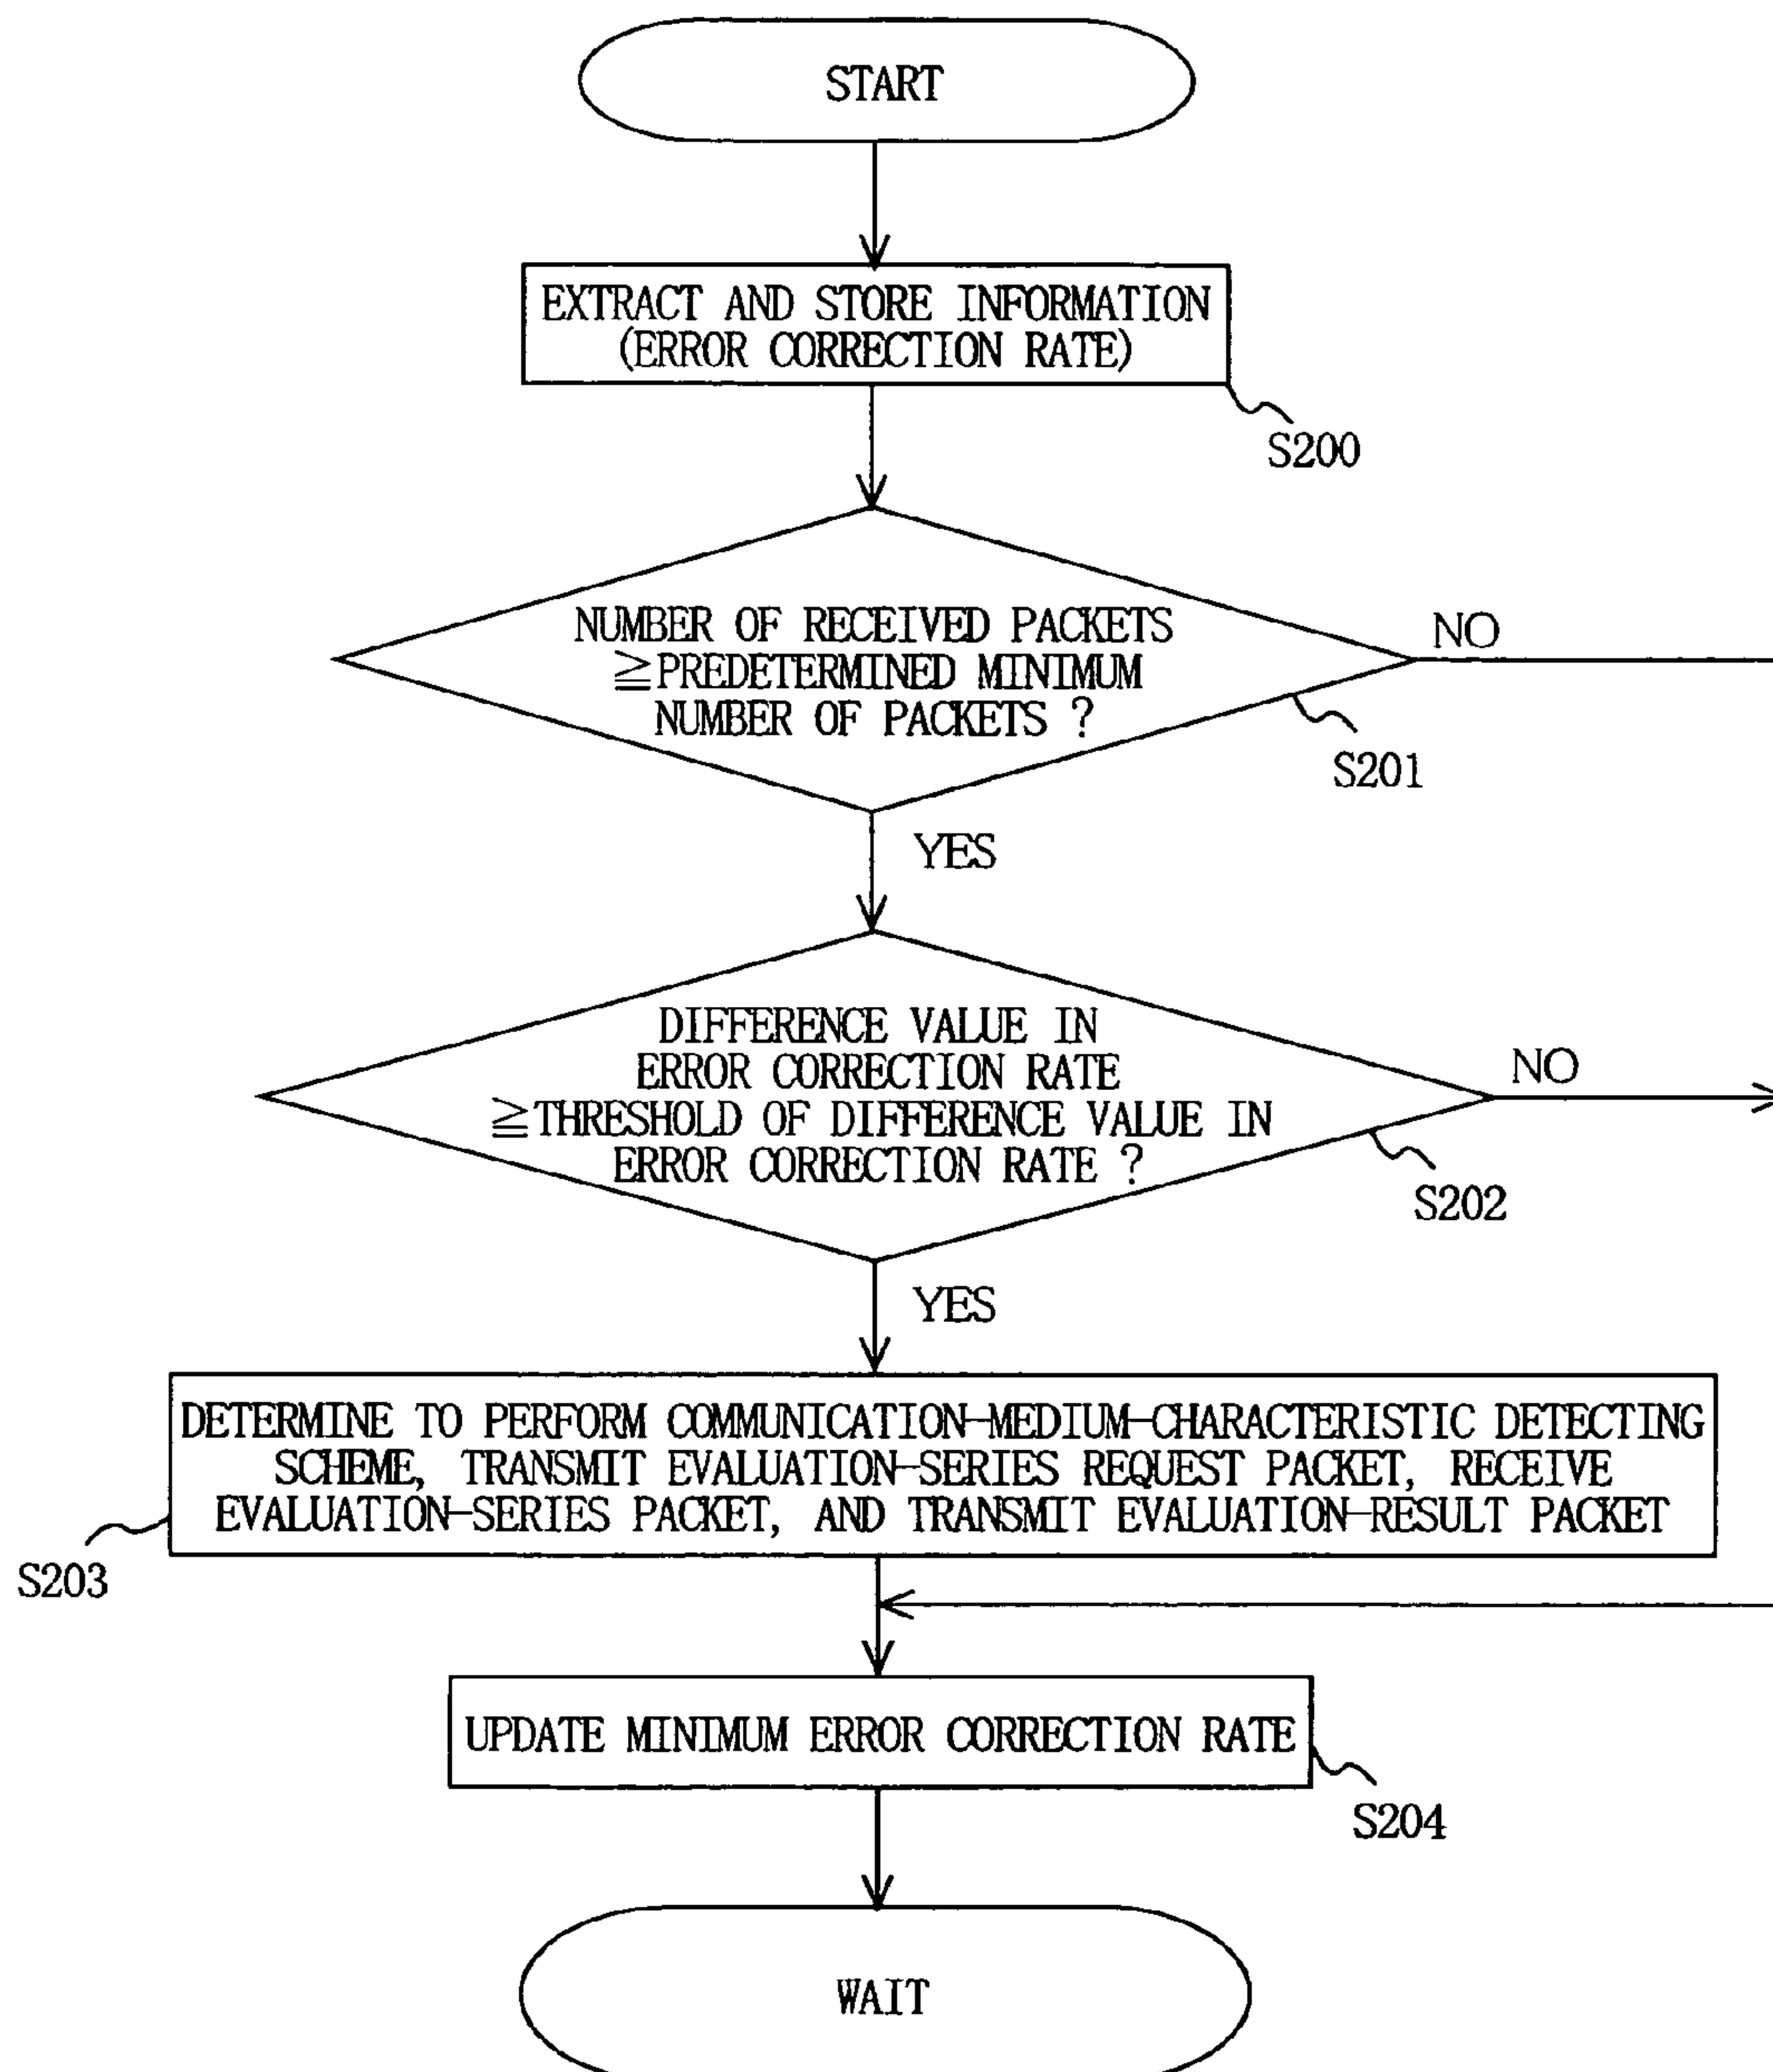 START
EXTRACT AND STORE INFORMATION
(ERROR CORRECTION RATE)
S200
NUMBER OF RECEIVED PACKETS
≧PREDETERMINED MINIMUM
NUMBER OF PACKETS ?
NO
S201
YES
DIFFERENCE VALUE IN
ERROR CORRECTION RATE
≧THRESHOLD OF DIFFERENCE VALUE IN
ERROR CORRECTION RATE ?
NO
S202
YES
DETERMINE TO PERFORM COMMUNICATION-MEDIUM-CHARACTERISTIC DETECTING
SCHEME, TRANSMIT EVALUATION-SERIES REQUEST PACKET, RECEIVE
EVALUATION-SERIES PACKET, AND TRANSMIT EVALUATION-RESULT PACKET
S203
UPDATE MINIMUM ERROR CORRECTION RATE
S204
WAIT